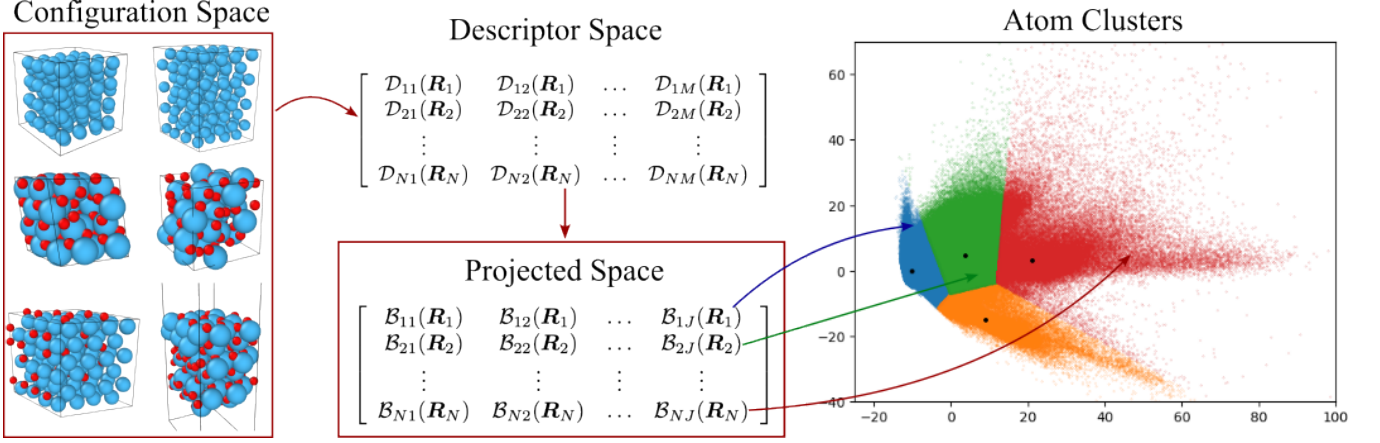 Configuration Space
Descriptor Space
𝒟₁₁(𝑹₁) 𝒟₁₂(𝑹₁) … 𝒟₁M(𝑹₁)
𝒟₂₁(𝑹₂) 𝒟₂₂(𝑹₂) … 𝒟₂M(𝑹₂)
⋮ ⋮ ⋮ ⋮
𝒟N₁(𝑹N) 𝒟N₂(𝑹N) … 𝒟NM(𝑹N)
Projected Space
ℬ₁₁(𝑹₁) ℬ₁₂(𝑹₁) … ℬ₁J(𝑹₁)
ℬ₂₁(𝑹₂) ℬ₂₂(𝑹₂) … ℬ₂J(𝑹₂)
⋮ ⋮ ⋮ ⋮
ℬN₁(𝑹N) ℬN₂(𝑹N) … ℬNJ(𝑹N)
Atom Clusters
60
40
20
0
−20
−40
−20 0 20 40 60 80 100